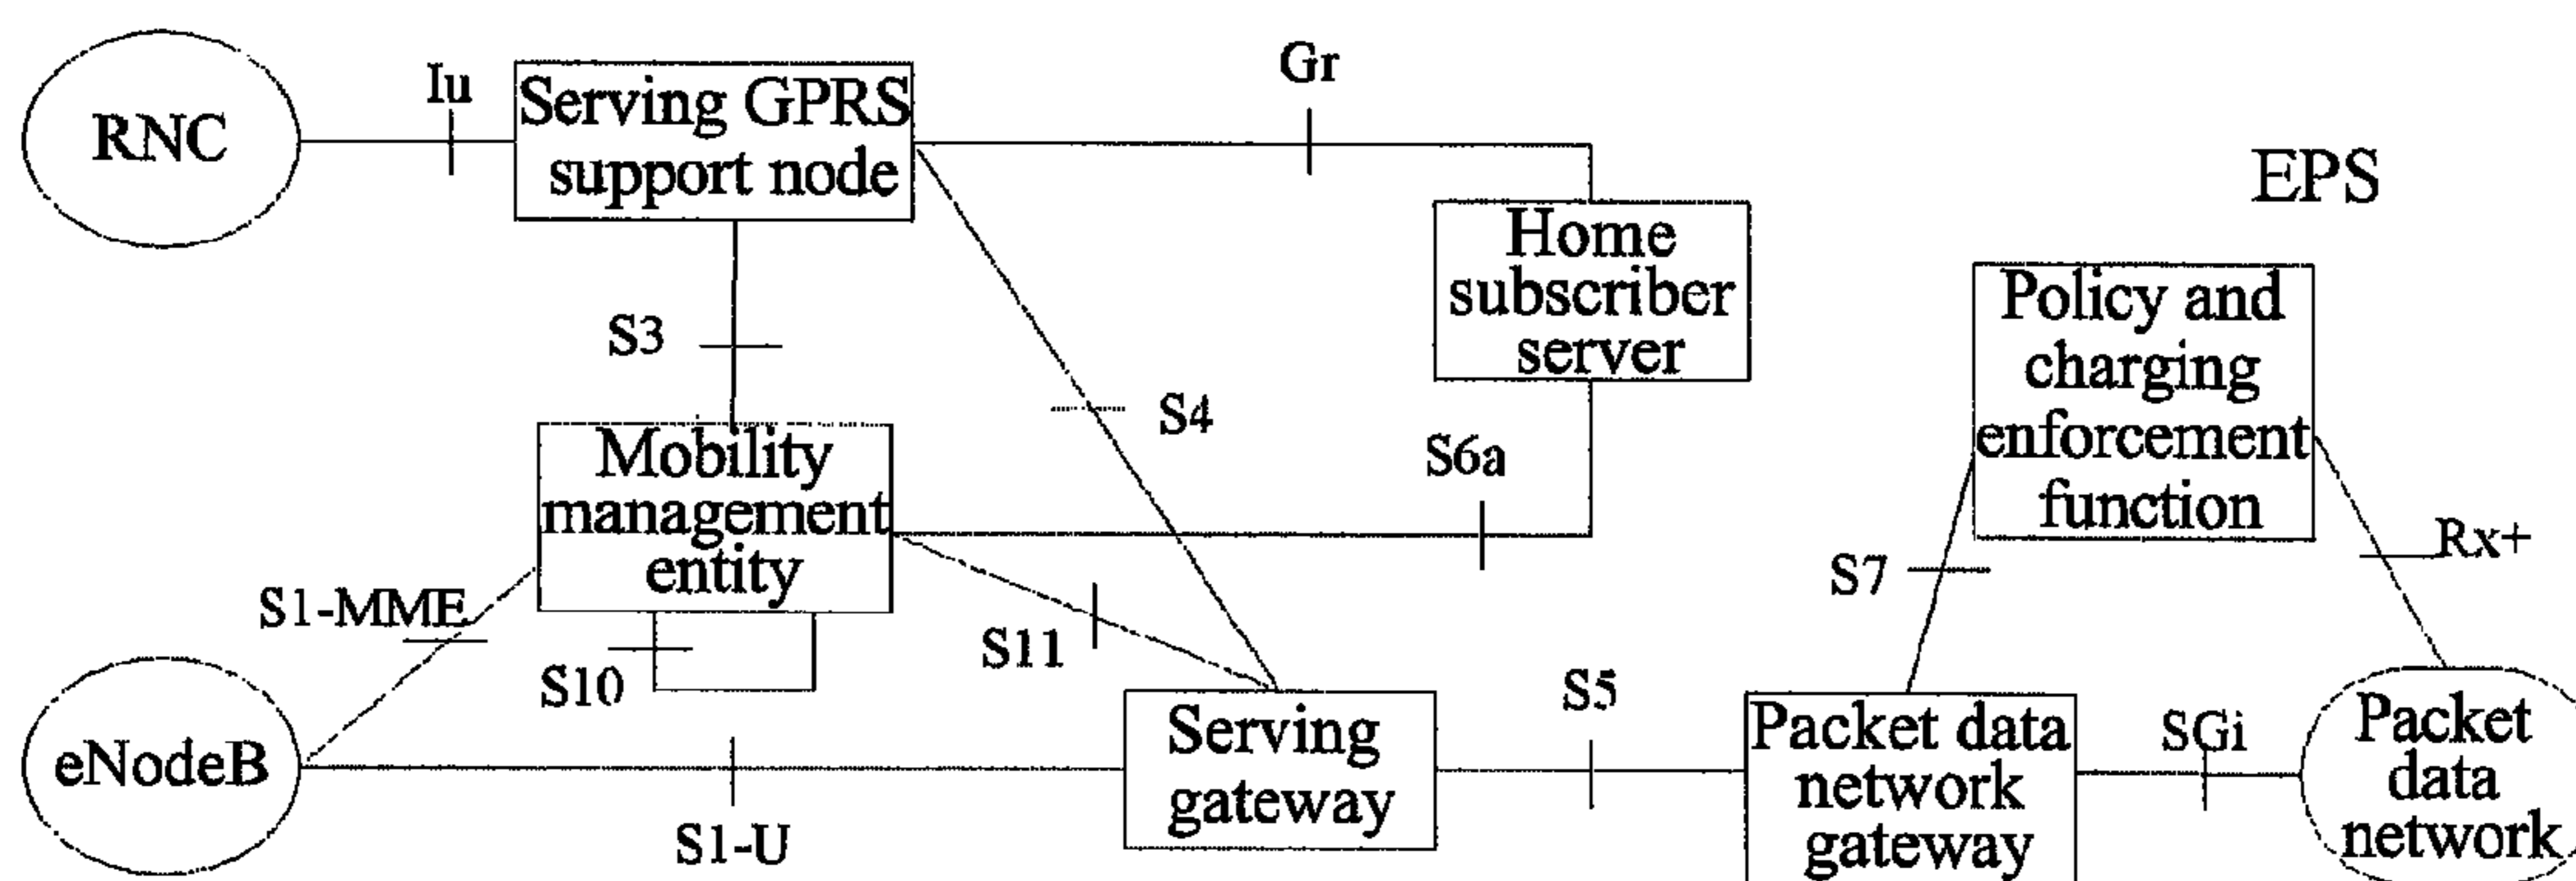 RNC
Iu
Serving GPRS
support node
Gr
EPS
Home
subscriber
server
Policy and
charging
enforcement
function
S3
S4
S6a
Mobility
management
entity
S7
Rx+
S1-MME
S10
S11
eNodeB
S1-U
Serving
gateway
S5
Packet data
network
gateway
SGi
Packet
data
network